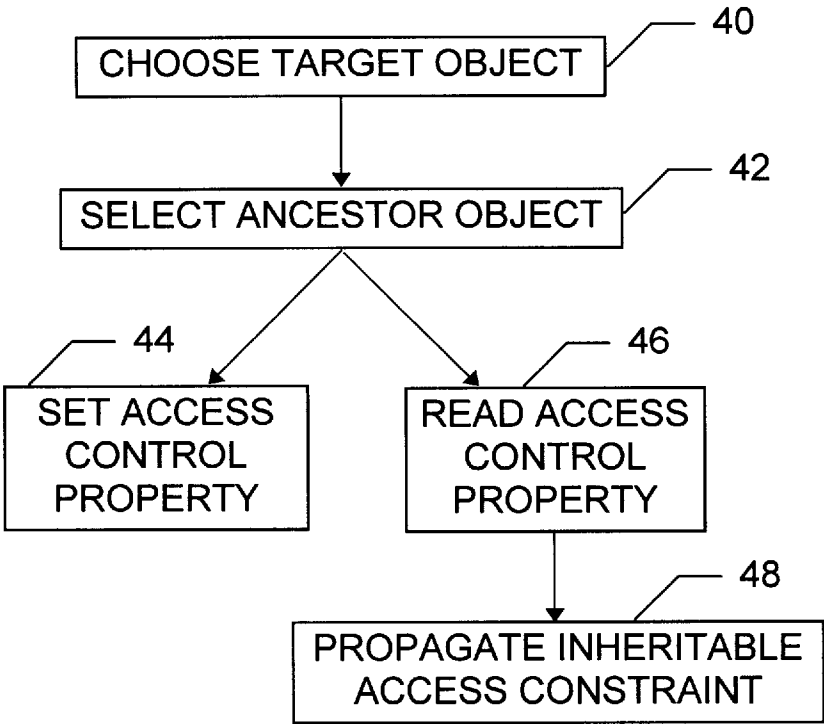 40
CHOOSE TARGET OBJECT
42
SELECT ANCESTOR OBJECT
44
SET ACCESS
CONTROL
PROPERTY
46
READ ACCESS
CONTROL
PROPERTY
48
PROPAGATE INHERITABLE
ACCESS CONSTRAINT